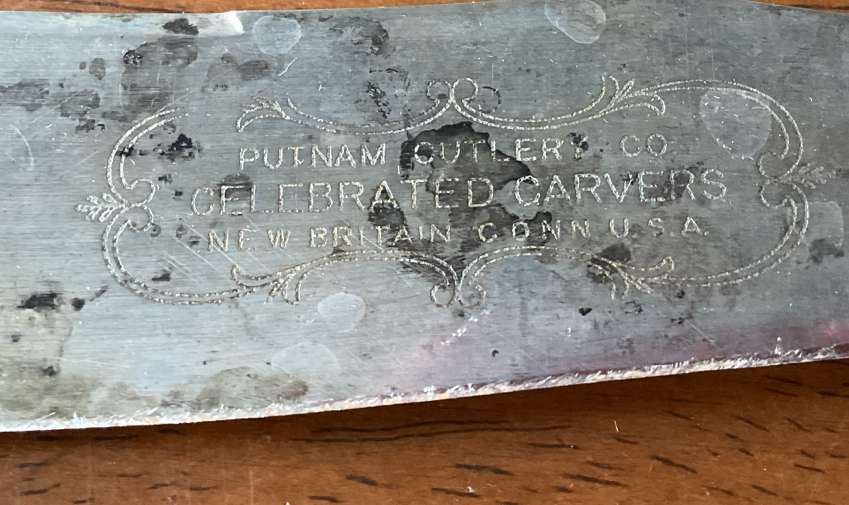 PUTNAM CUTLERY CO.
CELEBRATED CARVERS
NEW BRITAIN CONN. U.S.A.